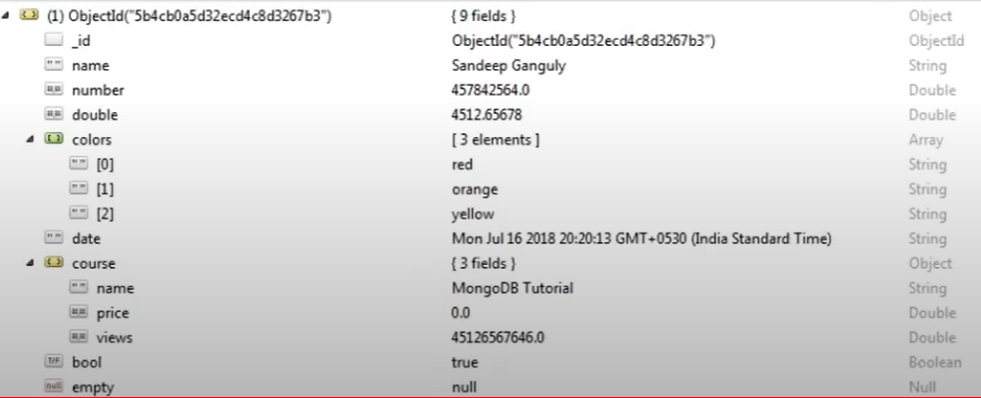 (1) ObjectId("5b4cb0a5d32ecd4c8d3267b3") { 9 fields } Object
_id ObjectId("5b4cb0a5d32ecd4c8d3267b3") ObjectId
"" name Sandeep Ganguly String
#.# number 457842564.0 Double
#.# double 4512.65678 Double
colors [ 3 elements ] Array
"" [0] red String
"" [1] orange String
"" [2] yellow String
"" date Mon Jul 16 2018 20:20:13 GMT+0530 (India Standard Time) String
course { 3 fields } Object
"" name MongoDB Tutorial String
#.# price 0.0 Double
#.# views 45126567646.0 Double
T/F bool true Boolean
null empty null Null